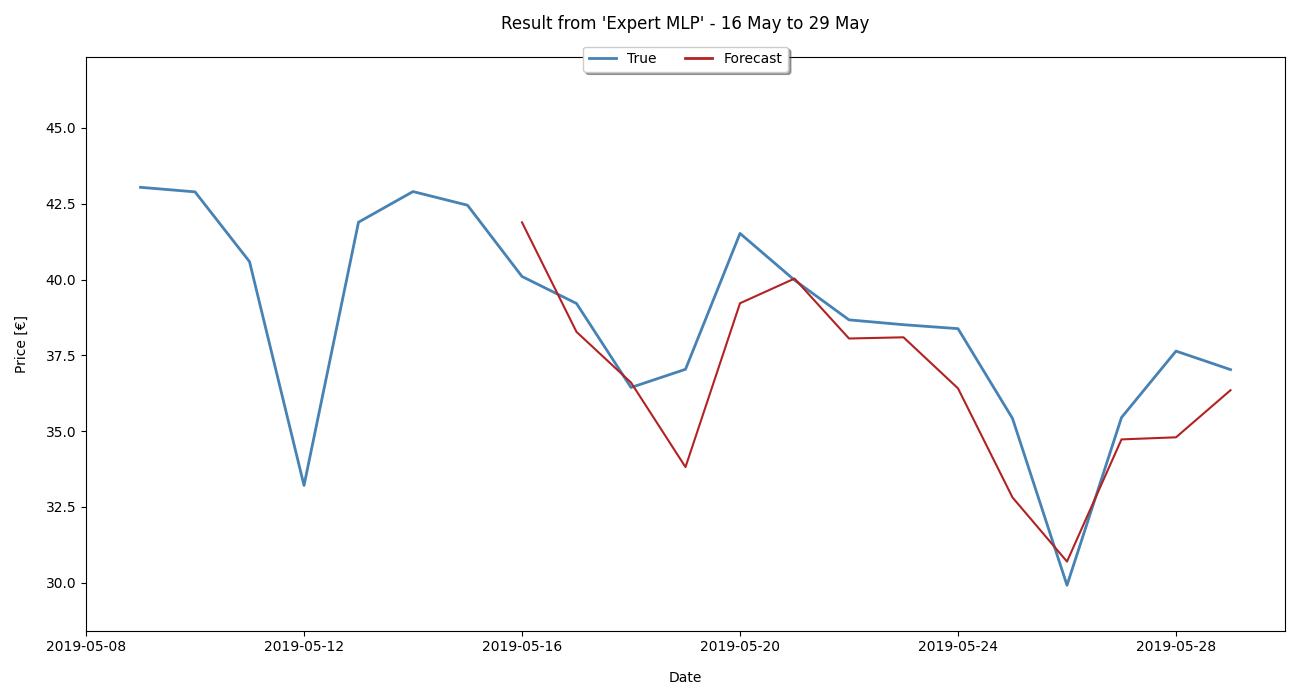 Result from 'Expert MLP' - 16 May to 29 May
True
Forecast
Price [€]
45.0
42.5
40.0
37.5
35.0
32.5
30.0
2019-05-08
2019-05-12
2019-05-16
2019-05-20
2019-05-24
2019-05-28
Date